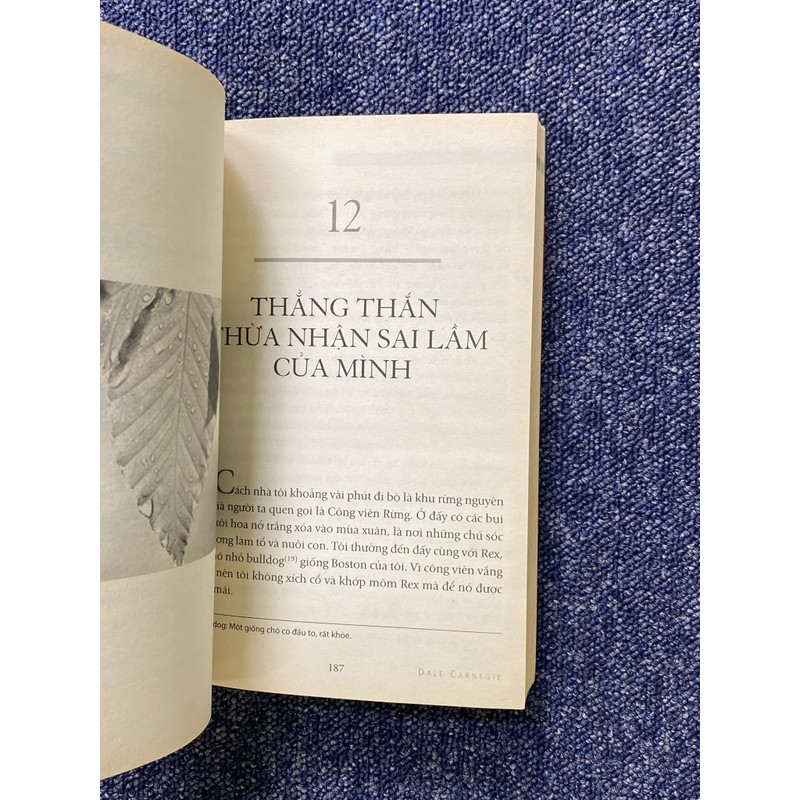 12
THẲNG THẮN
THỪA NHẬN SAI LẦM
CỦA MÌNH
Cách nhà tôi khoảng vài phút đi bộ là khu rừng nguyên
người ta quen gọi là Công viên Rừng. Ở đấy có các bụi
hoa nở trắng xóa vào mùa xuân, là nơi những chú sóc
làm tổ và nuôi con. Tôi thường đến đấy cùng với Rex,
nhỏ bulldog(19) giống Boston của tôi. Vì công viên vắng
nên tôi không xích cổ và khớp mõm Rex mà để nó được
mái.
dog: Một giống chó có đầu to, rất khỏe.
187
DALE CARNEGIE